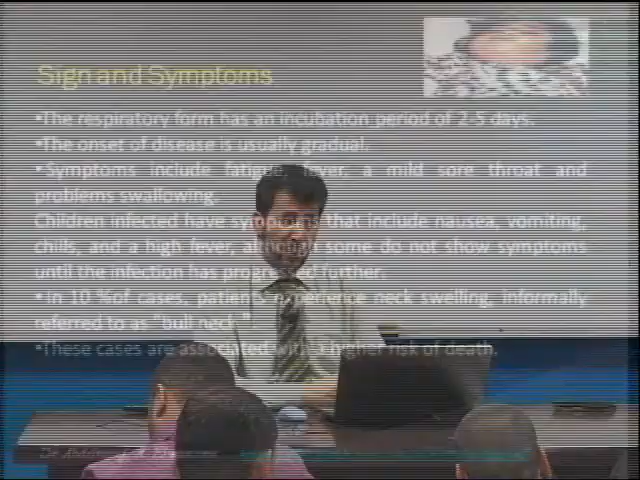 Sign and Symptoms
•The respiratory form has an incubation period of 2-5 days.
•The onset of disease is usually gradual.
•Symptoms include fatigue, fever, a mild sore throat and
problems swallowing.
Children infected have symptoms that include nausea, vomiting,
chills, and a high fever, although some do not show symptoms
until the infection has progressed further.
•In 10 %of cases, patients experience neck swelling, informally
referred to as "bull neck ".
•These cases are associated with a higher risk of death.